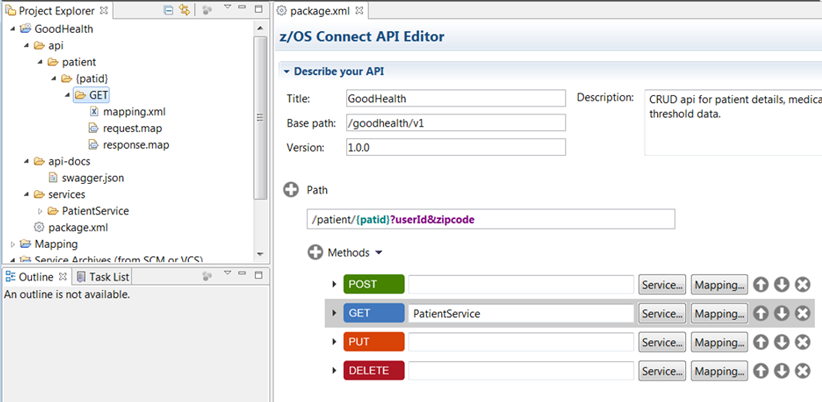 Project Explorer
GoodHealth
api
patient
{patid}
GET
mapping.xml
request.map
response.map
api-docs
swagger.json
services
PatientService
package.xml
Mapping
Service Archives (from SCM or VCS)
Outline Task List
An outline is not available.
package.xml
z/OS Connect API Editor
Describe your API
Title: GoodHealth Description: CRUD api for patient details, medica
Base path: /goodhealth/v1 threshold data.
Version: 1.0.0
Path
/patient/{patid}?userId&zipcode
Methods
POST Service... Mapping...
GET PatientService Service... Mapping...
PUT Service... Mapping...
DELETE Service... Mapping...